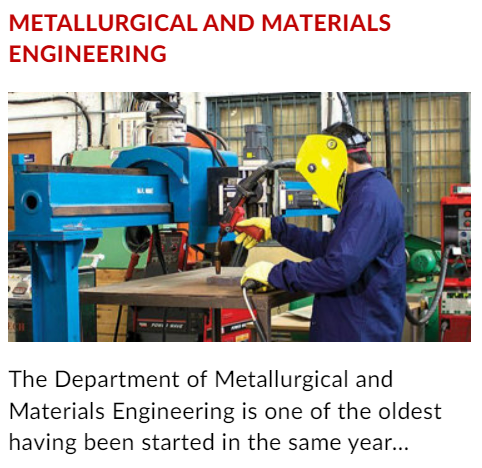 METALLURGICAL AND MATERIALS
ENGINEERING
The Department of Metallurgical and
Materials Engineering is one of the oldest
having been started in the same year...